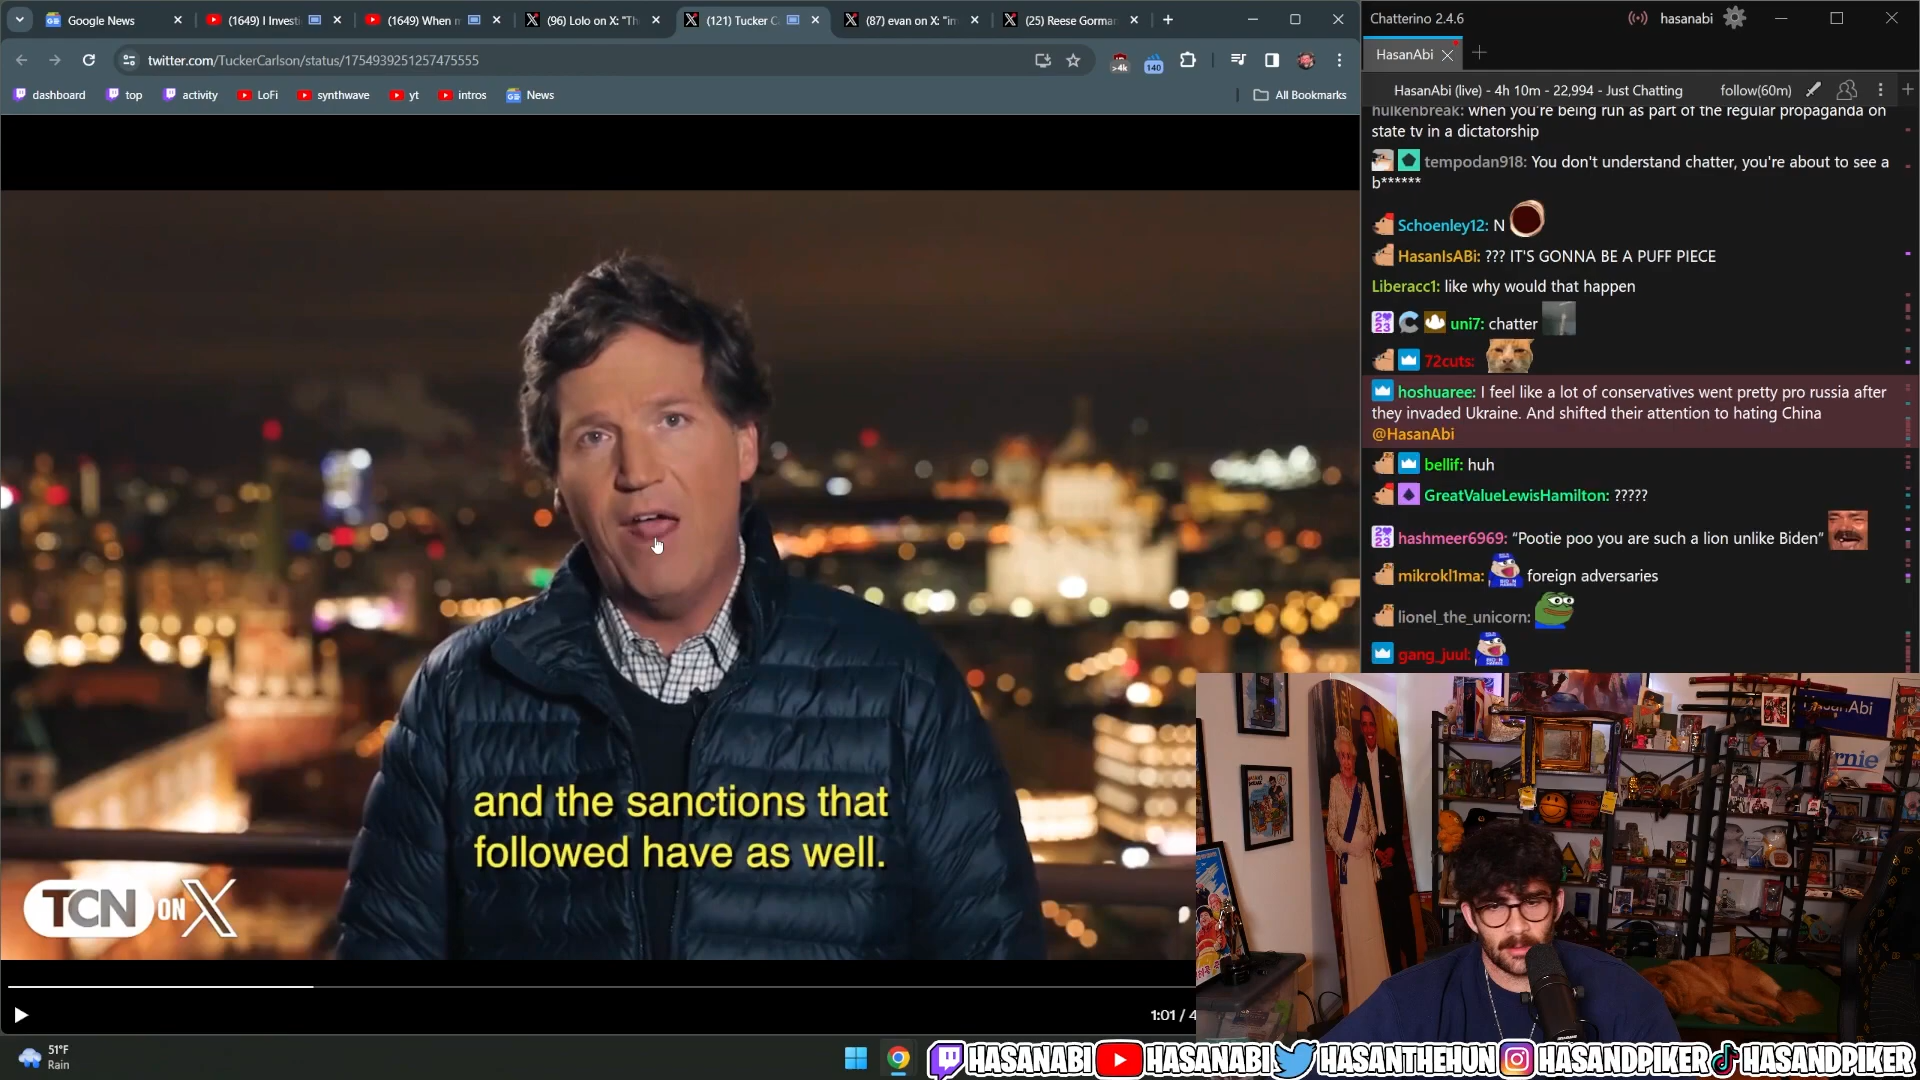 Google News
(1649) I Investi
(1649) When m
(96) Lolo on X: "Th
(121) Tucker C
(87) evan on X: "im
(25) Reese Gorma
twitter.com/TuckerCarlson/status/1754939251257475555
>4k
140
dashboard
top
activity
LoFi
synthwave
yt
intros
News
All Bookmarks
and the sanctions that
followed have as well.
TCN ON X
1:01 / 4
51°F
Rain
Chatterino 2.4.6
hasanabi
HasanAbi
HasanAbi (live) - 4h 10m - 22,994 - Just Chatting
follow(60m)
hulkenbreak: when you're being run as part of the regular propaganda on
state tv in a dictatorship
tempodan918: You don't understand chatter, you're about to see a
b******
Schoenley12: N
HasanIsABi: ??? IT'S GONNA BE A PUFF PIECE
Liberacc1: like why would that happen
uni7: chatter
72cuts:
hoshuaree: I feel like a lot of conservatives went pretty pro russia after
they invaded Ukraine. And shifted their attention to hating China
@HasanAbi
bellif: huh
GreatValueLewisHamilton: ?????
hashmeer6969: “Pootie poo you are such a lion unlike Biden”
mikrokl1ma: foreign adversaries
lionel_the_unicorn:
gang_juul:
HasanAbi
ernie
HASANABI
HASANABI
HASANTHEHUN
HASANDPIKER
HASANDPIKER